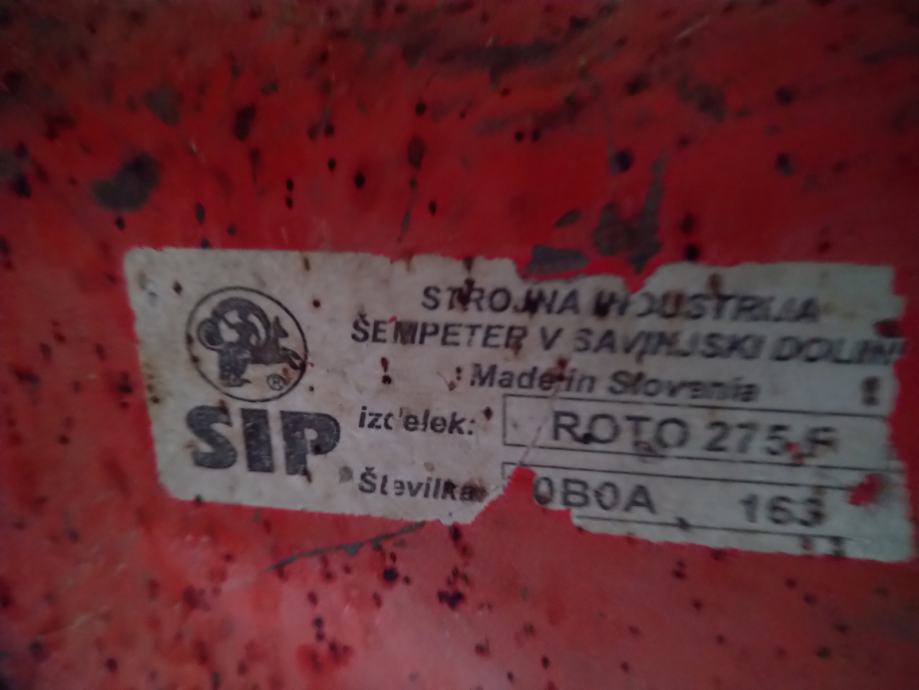 STROJNA INDUSTRIJA
ŠEMPETER V SAVINJSKI DOLINI
Made in Slovenia
®
SIP
izdelek: ROTO 275 F
Številka 0B0A 163